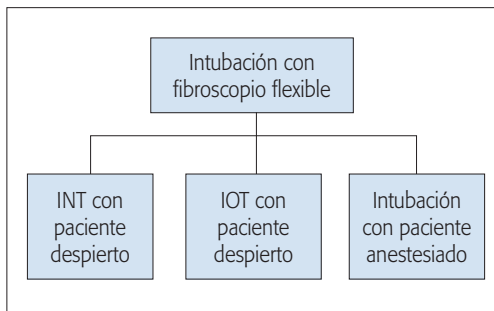 Intubación con
fibroscopio flexible
INT con
paciente
despierto
IOT con
paciente
despierto
Intubación
con paciente
anestesiado